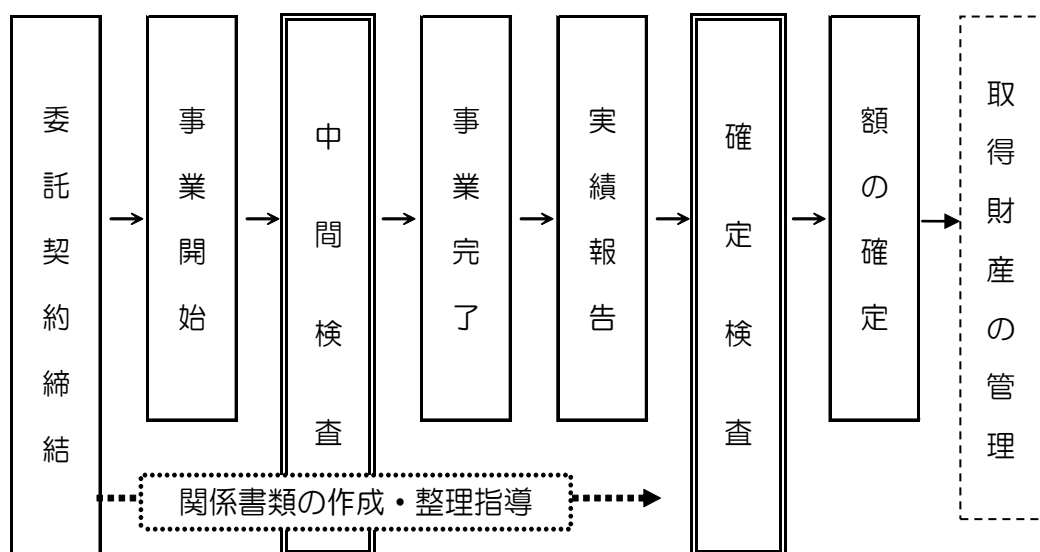 委託契約締結
事業開始
中間検査
事業完了
実績報告
確定検査
額の確定
取得財産の管理
関係書類の作成・整理指導